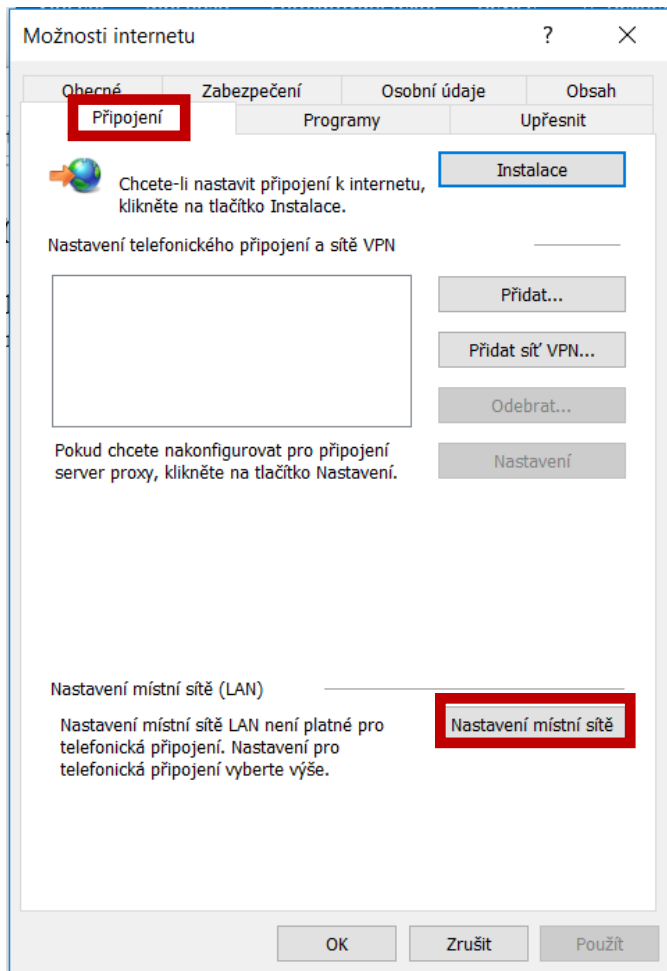 Možnosti internetu
?
Obecné
Zabezpečení
Osobní údaje
Obsah
Připojení
Programy
Upřesnit
Chcete-li nastavit připojení k internetu,
klikněte na tlačítko Instalace.
Instalace
Nastavení telefonického připojení a sítě VPN
Přidat...
Přidat síť VPN...
Odebrat...
Pokud chcete nakonfigurovat pro připojení
server proxy, klikněte na tlačítko Nastavení.
Nastavení
Nastavení místní sítě (LAN)
Nastavení místní sítě LAN není platné pro
telefonická připojení. Nastavení pro
telefonická připojení vyberte výše.
Nastavení místní sítě
OK
Zrušit
Použít